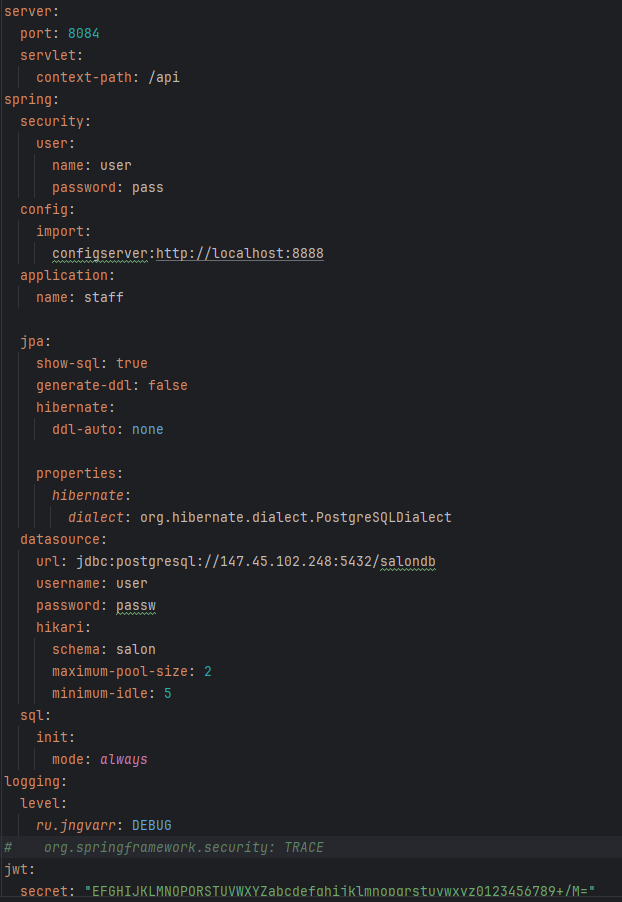 server:
  port: 8084
  servlet:
    context-path: /api
spring:
  security:
    user:
      name: user
      password: pass
  config:
    import:
      configserver:http://localhost:8888
  application:
    name: staff
  jpa:
    show-sql: true
    generate-ddl: false
    hibernate:
      ddl-auto: none
    properties:
      hibernate:
        dialect: org.hibernate.dialect.PostgreSQLDialect
  datasource:
    url: jdbc:postgresql://147.45.102.248:5432/salondb
    username: user
    password: passw
    hikari:
      schema: salon
      maximum-pool-size: 2
      minimum-idle: 5
  sql:
    init:
      mode: always
logging:
  level:
    ru.jngvarr: DEBUG
#    org.springframework.security: TRACE
jwt:
  secret: "EFGHIJKLMNOPQRSTUVWXYZabcdefghijklmnopqrstuvwxyz0123456789+/M="